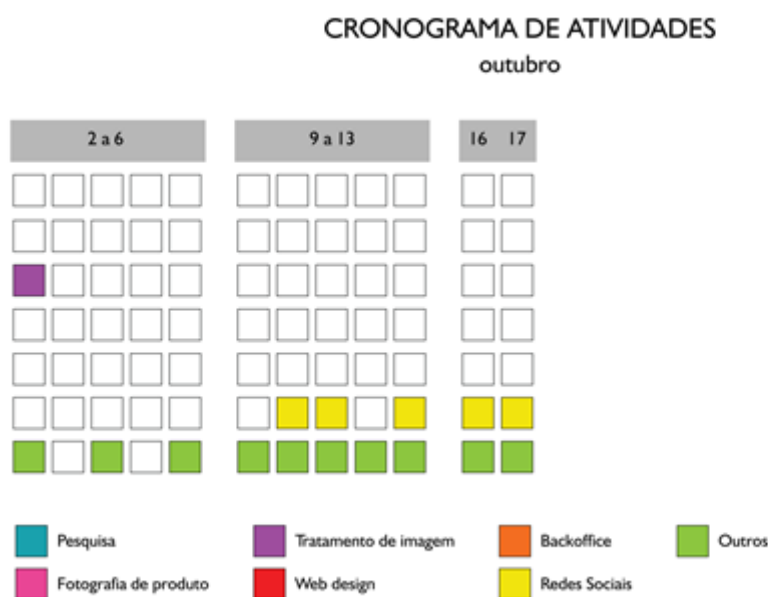 CRONOGRAMA DE ATIVIDADES
outubro
2 a 6
9 a 13
16 17
Pesquisa
Tratamento de imagem
Backoffice
Outros
Fotografia de produto
Web design
Redes Sociais